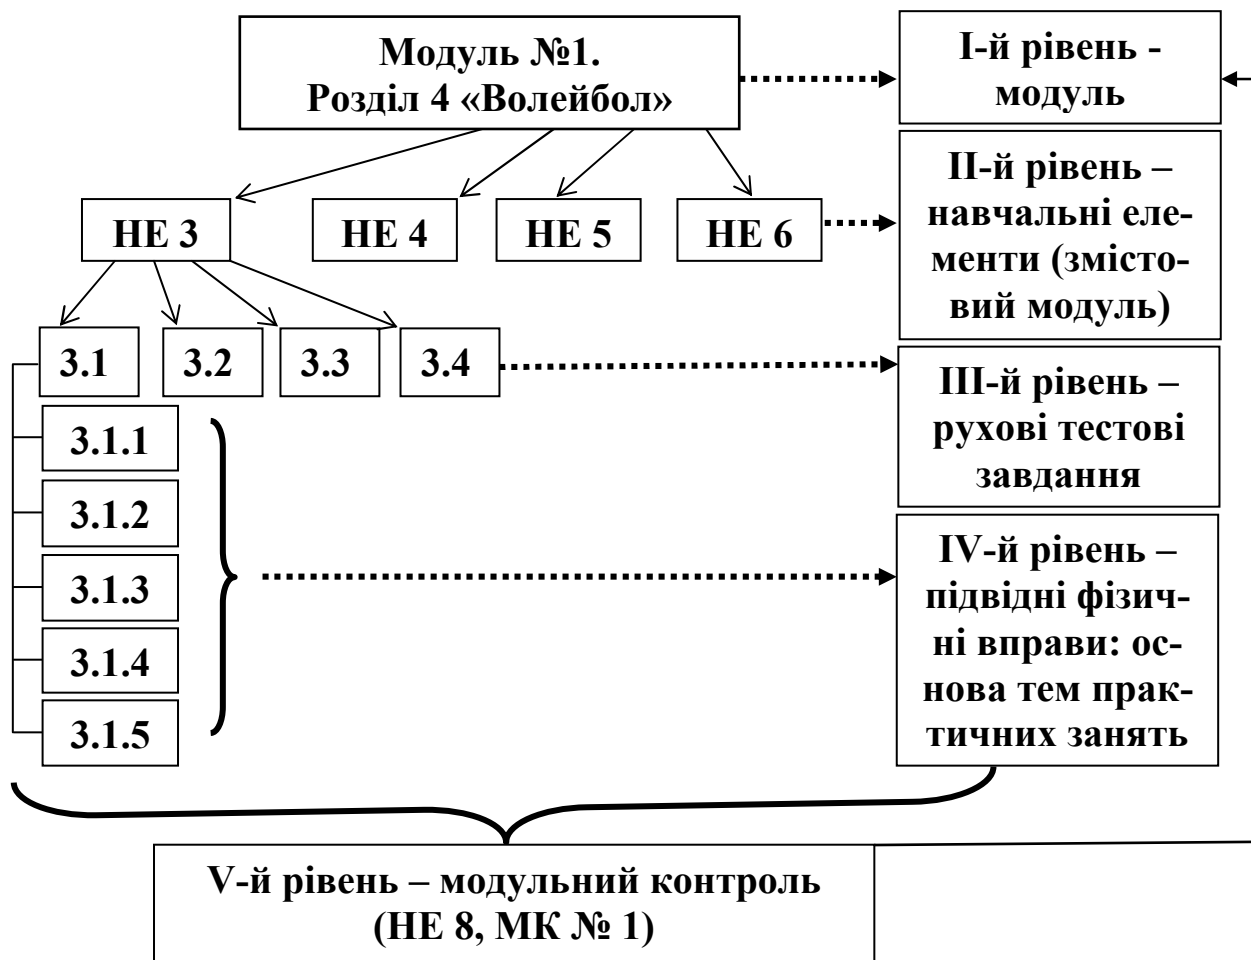 Модуль №1.
Розділ 4 «Волейбол»
І-й рівень -
модуль
ІІ-й рівень –
навчальні еле-
менти (змісто-
вий модуль)
НЕ 3
НЕ 4
НЕ 5
НЕ 6
3.1
3.2
3.3
3.4
ІІІ-й рівень –
рухові тестові
завдання
3.1.1
3.1.2
3.1.3
3.1.4
3.1.5
IV-й рівень –
підвідні фізич-
ні вправи: ос-
нова тем прак-
тичних занять
V-й рівень – модульний контроль
(НЕ 8, МК № 1)